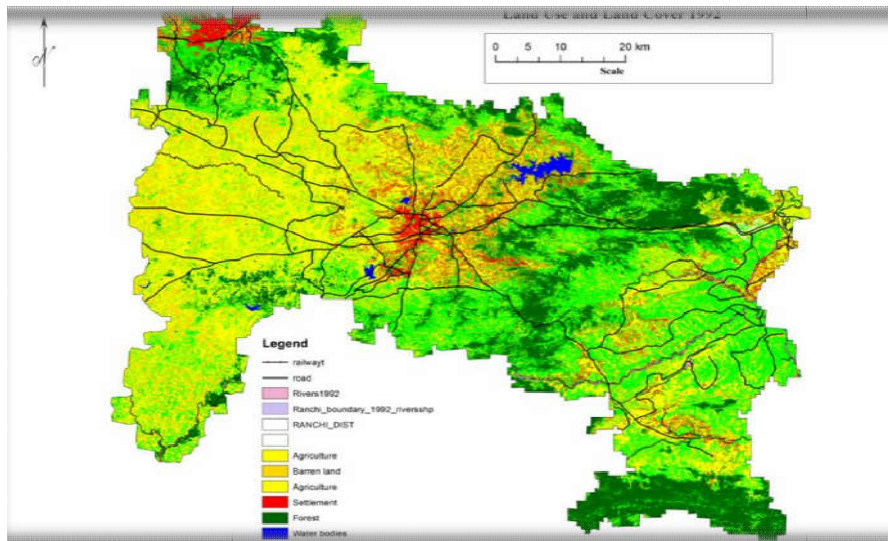 Land Use and Land Cover 1992
0 5 10 20 km
Scale
N
Legend
railwayt
road
Rivers1992
Ranchi_boundary_1992_riversshp
RANCHI_DIST
Agriculture
Barren land
Agriculture
Settlement
Forest
Water bodies